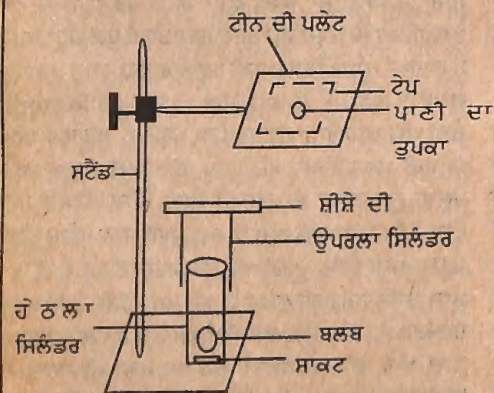 ਟੀਨ ਦੀ ਪਲੇਟ
ਟੇਪ
ਪਾਣੀ ਦਾ
ਤੁਪਕਾ
ਸਟੈਂਡ
ਸ਼ੀਸ਼ੇ ਦੀ
ਉਪਰਲਾ ਸਿਲੰਡਰ
ਹੇਠਲਾ
ਸਿਲੰਡਰ
ਬਲਬ
ਸਾਕਟ